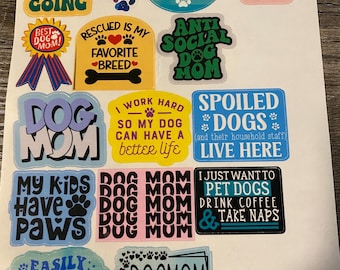 GOING
BEST
DOG
MOM!
RESCUED IS MY
FAVORITE
BREED
ANTI
SOCIAL
DOG
MOM
DOG
MOM
I WORK HARD
SO MY DOG
CAN HAVE A
better life
SPOILED
DOGS
(and their household staff)
LIVE HERE
MY KIDS
HAVE
PAWS
DOG MOM
DOG MOM
DOG MOM
DOG MOM
I JUST WANT TO
PET DOGS
DRINK COFFEE
& TAKE NAPS
EASILY
DOGMOM